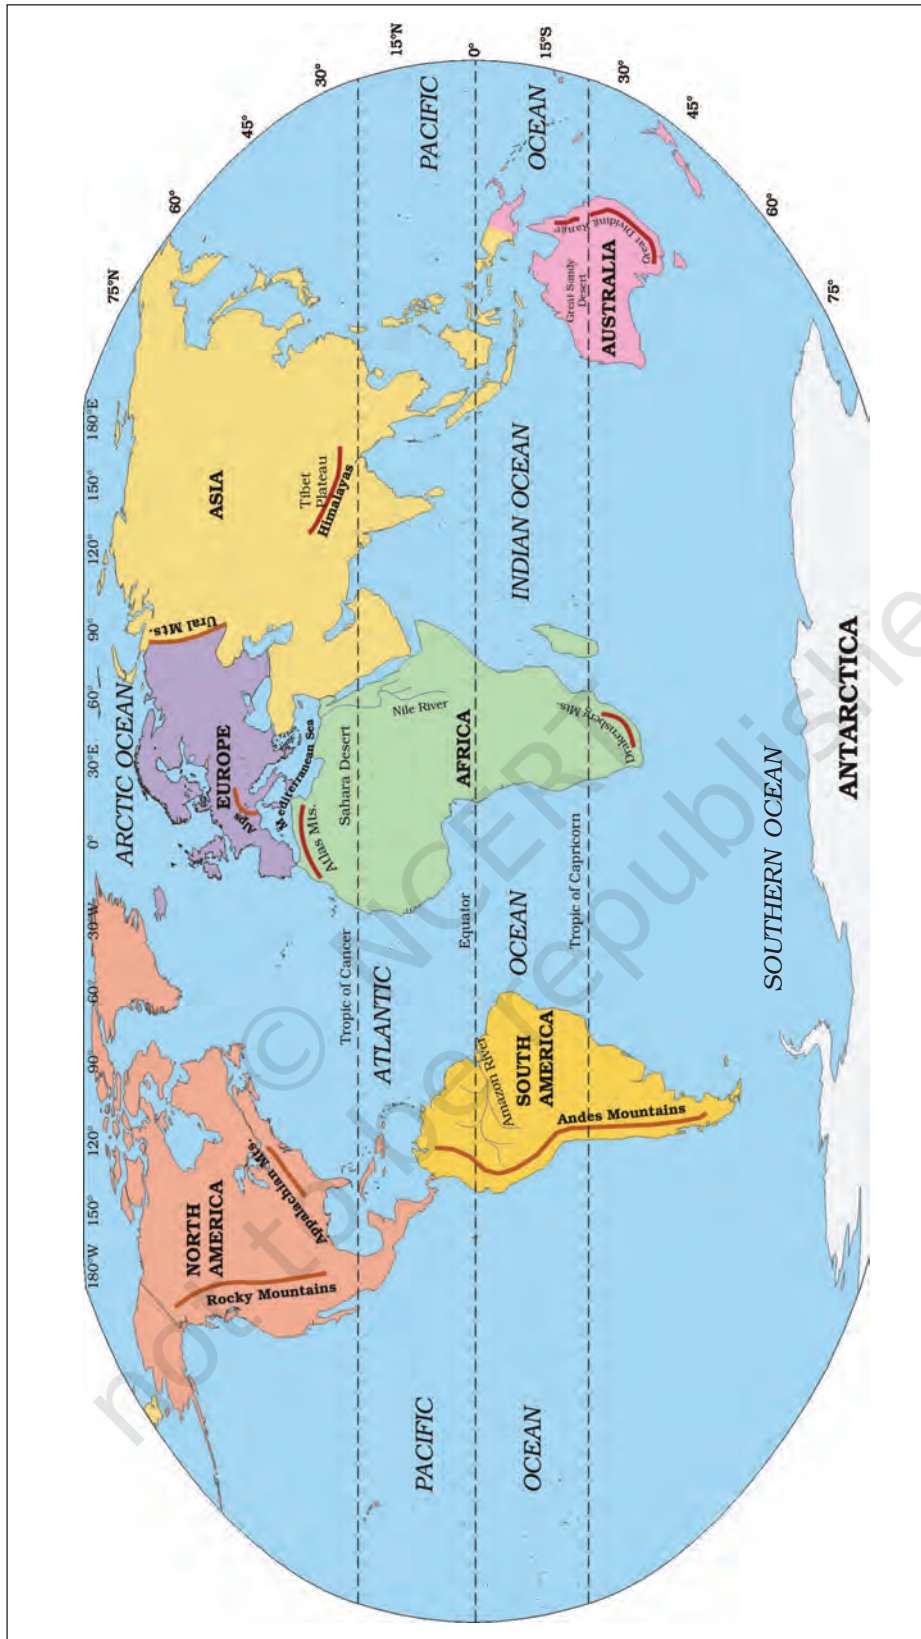 180°W
150°
120°
90°
60°
30°W
0°
30°E
60°
90°
120°
150°
180°E
75°N
60°
45°
30°
15°N
0°
15°S
30°
45°
60°
75°
ARCTIC OCEAN
NORTH
AMERICA
Rocky Mountains
Appalachian Mts.
EUROPE
Alps
Ural Mts.
Mediterranean Sea
ASIA
Tibet
Plateau
Himalayas
Atlas Mts.
Sahara Desert
Nile River
AFRICA
Drakensberg Mts.
Tropic of Cancer
Equator
Tropic of Capricorn
PACIFIC
OCEAN
ATLANTIC
OCEAN
INDIAN OCEAN
PACIFIC
OCEAN
Amazon River
SOUTH
AMERICA
Andes Mountains
Great Sandy
Desert
AUSTRALIA
Great Dividing
Range
SOUTHERN OCEAN
ANTARCTICA
© NCERT
not to be republishe